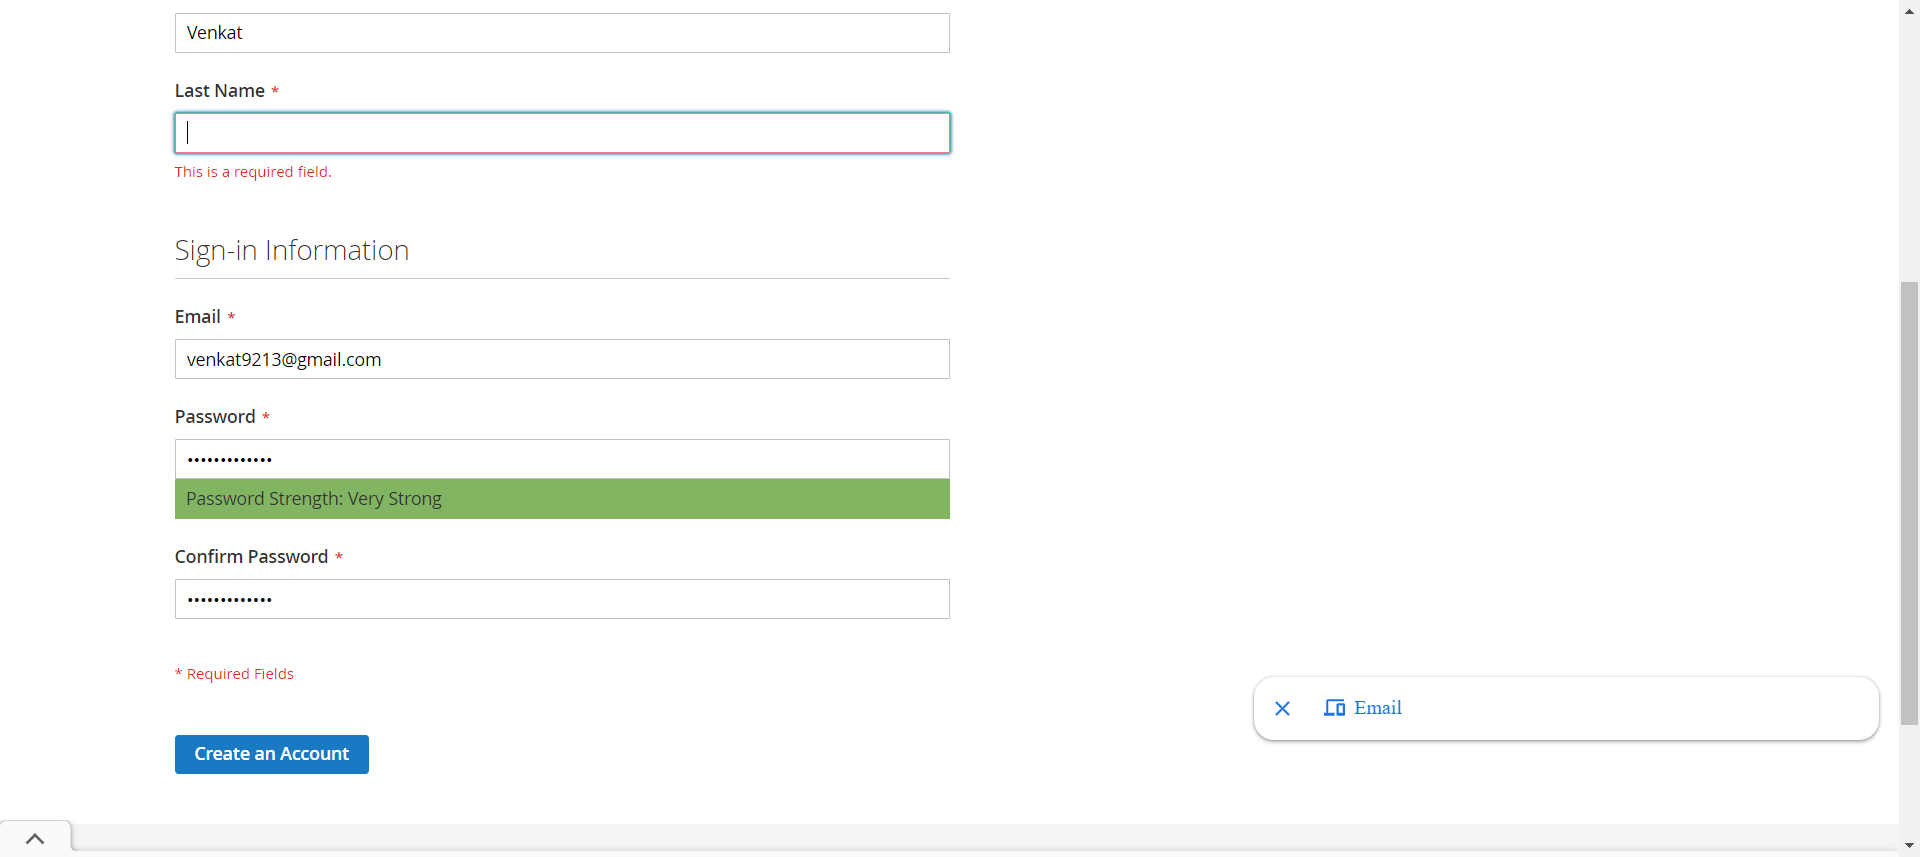 Venkat
Last Name *
This is a required field.
Sign-in Information
Email *
venkat9213@gmail.com
Password *
•••••••••••••
Password Strength: Very Strong
Confirm Password *
•••••••••••••
* Required Fields
Email
Create an Account